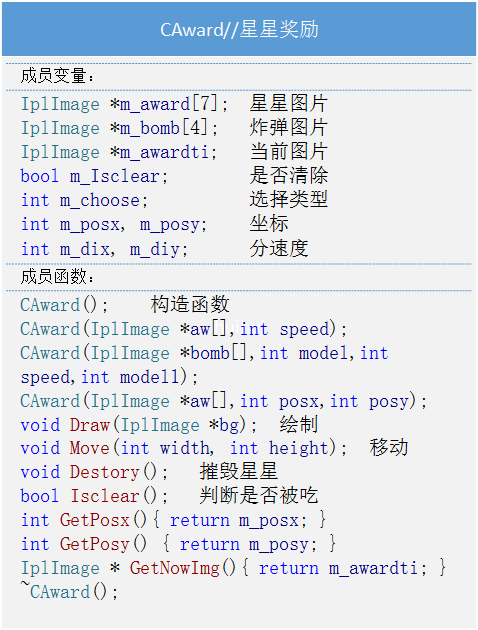 CAward//星星奖励
成员变量：
IplImage *m_award[7]; 星星图片
IplImage *m_bomb[4]; 炸弹图片
IplImage *m_awardti; 当前图片
bool m_Isclear; 是否清除
int m_choose; 选择类型
int m_posx, m_posy; 坐标
int m_dix, m_diy; 分速度
成员函数：
CAward(); 构造函数
CAward(IplImage *aw[],int speed);
CAward(IplImage *bomb[],int model,int
speed,int modell);
CAward(IplImage *aw[],int posx,int posy);
void Draw(IplImage *bg); 绘制
void Move(int width, int height); 移动
void Destory(); 摧毁星星
bool Isclear(); 判断是否被吃
int GetPosx(){ return m_posx; }
int GetPosy() { return m_posy; }
IplImage * GetNowImg(){ return m_awardti; }
~CAward();